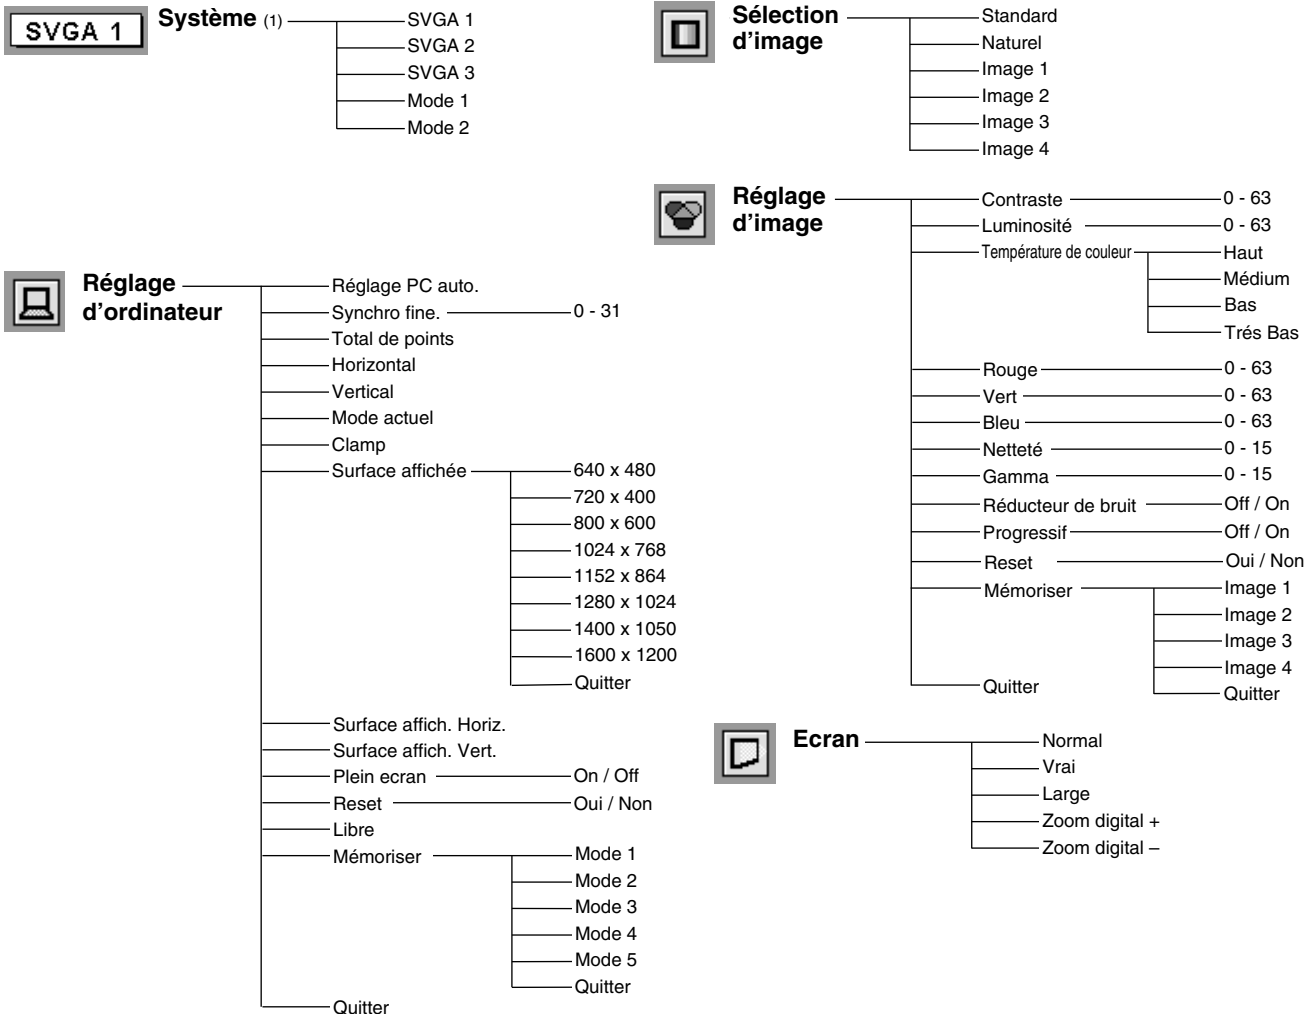 SVGA 1
Système (1)
SVGA 1
SVGA 2
SVGA 3
Mode 1
Mode 2
Réglage
d'ordinateur
Réglage PC auto.
Synchro fine.
0 - 31
Total de points
Horizontal
Vertical
Mode actuel
Clamp
Surface affichée
640 x 480
720 x 400
800 x 600
1024 x 768
1152 x 864
1280 x 1024
1400 x 1050
1600 x 1200
Quitter
Surface affich. Horiz.
Surface affich. Vert.
Plein ecran
On / Off
Reset
Oui / Non
Libre
Mémoriser
Mode 1
Mode 2
Mode 3
Mode 4
Mode 5
Quitter
Quitter
Sélection
d'image
Standard
Naturel
Image 1
Image 2
Image 3
Image 4
Réglage
d'image
Contraste
0 - 63
Luminosité
0 - 63
Température de couleur
Haut
Médium
Bas
Trés Bas
Rouge
0 - 63
Vert
0 - 63
Bleu
0 - 63
Netteté
0 - 15
Gamma
0 - 15
Réducteur de bruit
Off / On
Progressif
Off / On
Reset
Oui / Non
Mémoriser
Image 1
Image 2
Image 3
Image 4
Quitter
Quitter
Ecran
Normal
Vrai
Large
Zoom digital +
Zoom digital –